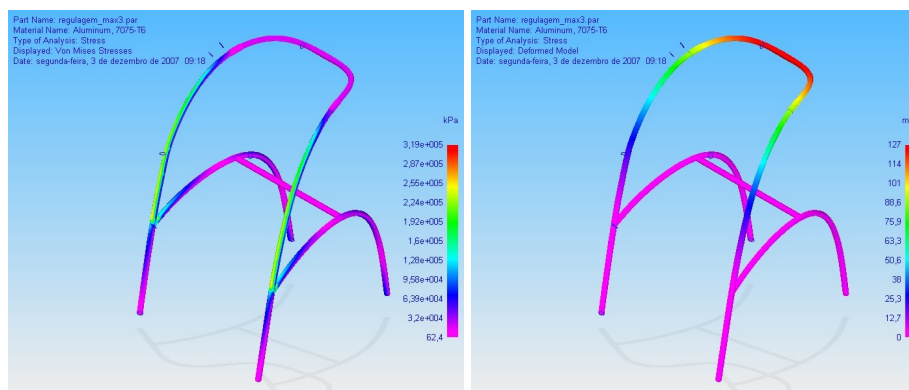 Part Name: regulagem_max3.par
Material Name: Aluminum, 7075-T6
Type of Analysis: Stress
Displayed: Von Mises Stresses
Date: segunda-feira, 3 de dezembro de 2007 09:18
kPa
3,19e+005
2,87e+005
2,55e+005
2,24e+005
1,92e+005
1,6e+005
1,28e+005
9,58e+004
6,39e+004
3,2e+004
62,4
Part Name: regulagem_max3.par
Material Name: Aluminum, 7075-T6
Type of Analysis: Stress
Displayed: Deformed Model
Date: segunda-feira, 3 de dezembro de 2007 09:18
127
114
101
88,6
75,9
63,3
50,6
38
12,7
0